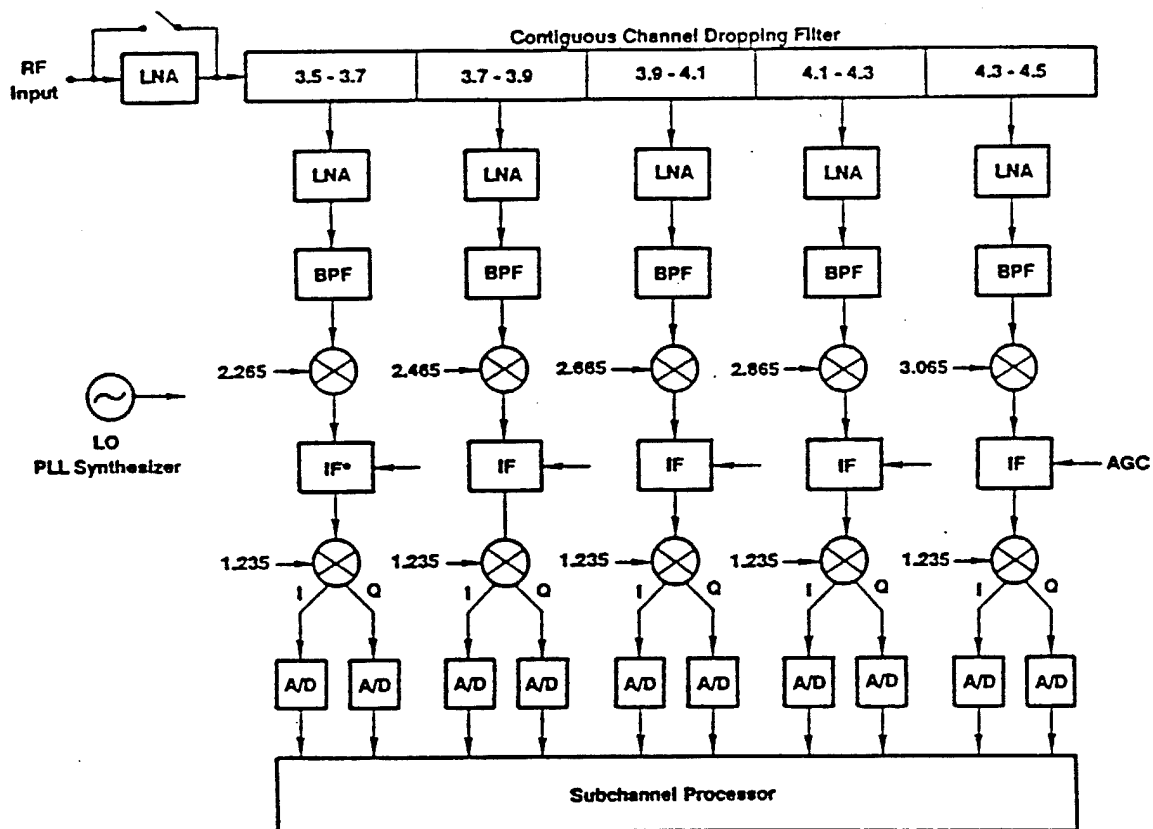 Contiguous Channel Dropping Filter
RF
Input
LNA
3.5 - 3.7
3.7 - 3.9
3.9 - 4.1
4.1 - 4.3
4.3 - 4.5
LNA
LNA
LNA
LNA
LNA
BPF
BPF
BPF
BPF
BPF
2.265
2.465
2.665
2.865
3.065
LO
PLL Synthesizer
IF*
IF
IF
IF
IF
AGC
1.235
1.235
1.235
1.235
1.235
I
Q
I
Q
I
Q
I
Q
I
Q
A/D
A/D
A/D
A/D
A/D
A/D
A/D
A/D
A/D
A/D
Subchannel Processor